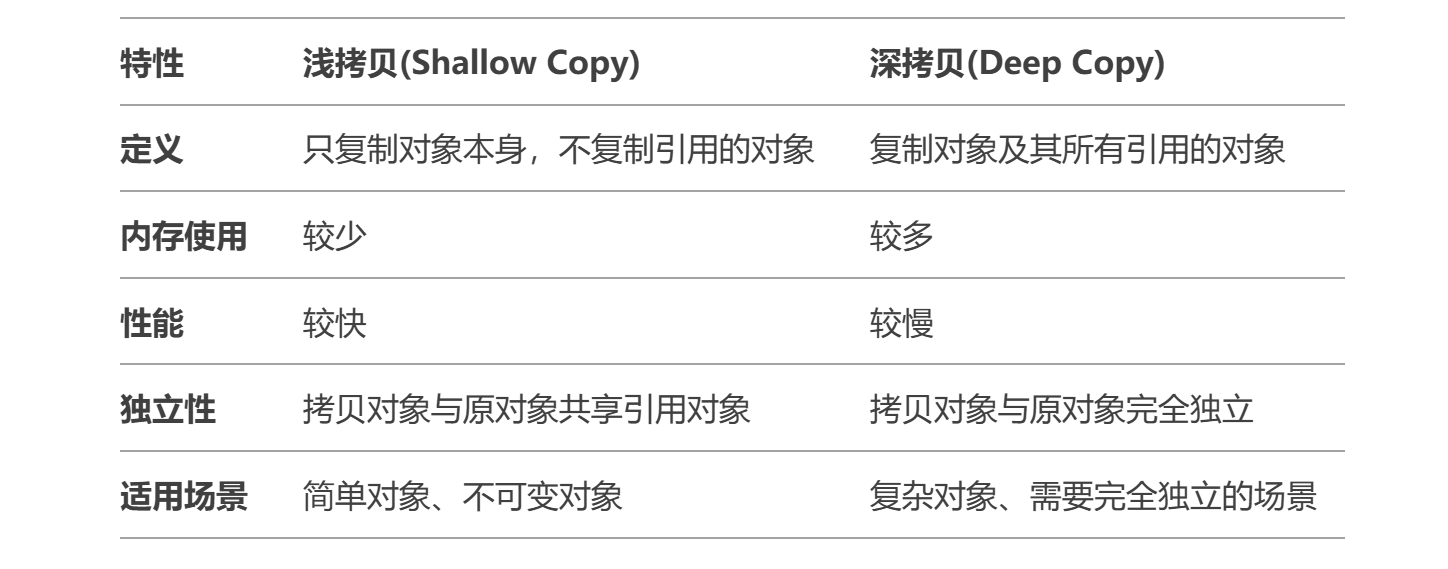 特性 浅拷贝(Shallow Copy) 深拷贝(Deep Copy)
定义 只复制对象本身，不复制引用的对象 复制对象及其所有引用的对象
内存使用 较少 较多
性能 较快 较慢
独立性 拷贝对象与原对象共享引用对象 拷贝对象与原对象完全独立
适用场景 简单对象、不可变对象 复杂对象、需要完全独立的场景